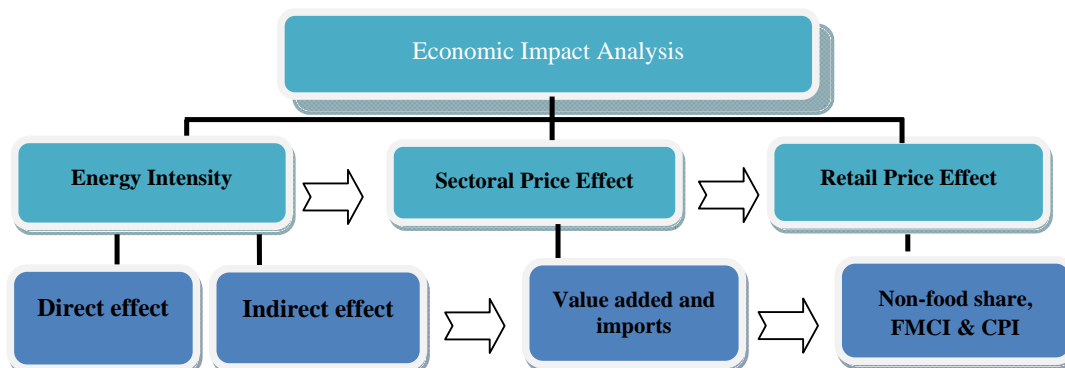 Economic Impact Analysis
Energy Intensity
Sectoral Price Effect
Retail Price Effect
Direct effect
Indirect effect
Value added and
imports
Non-food share,
FMCI & CPI